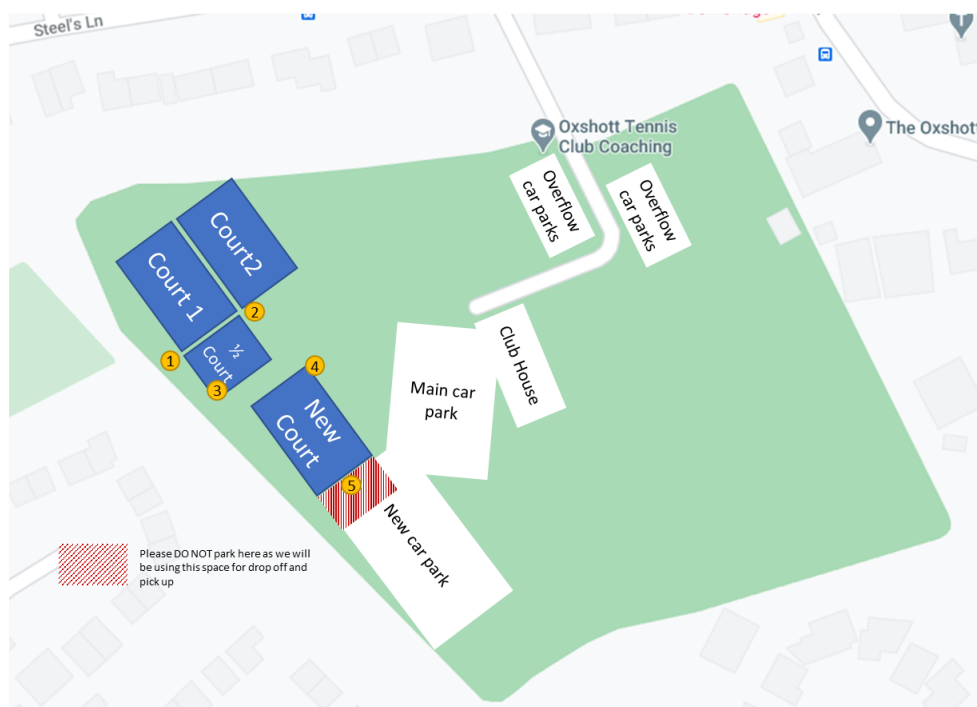 Steel's Ln
Oxshott Tennis
Club Coaching
The Oxshott
Overflow
car parks
Overflow
car parks
Court2
Court 1
2
1
½
Court
3
4
New
Court
5
Main car
park
Club House
New car park
Please DO NOT park here as we will
be using this space for drop off and
pick up